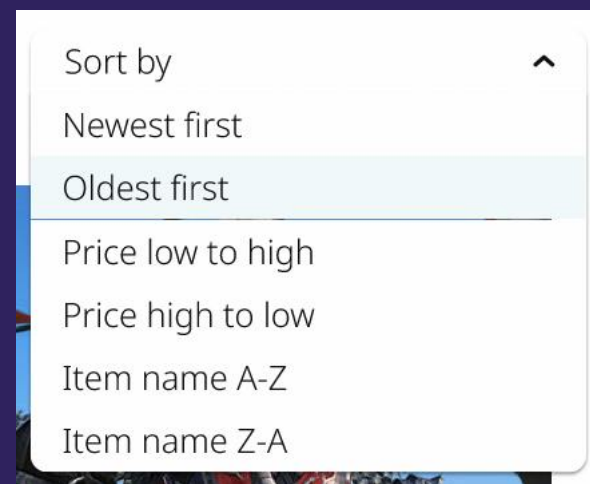 Sort by
Newest first
Oldest first
Price low to high
Price high to low
Item name A-Z
Item name Z-A